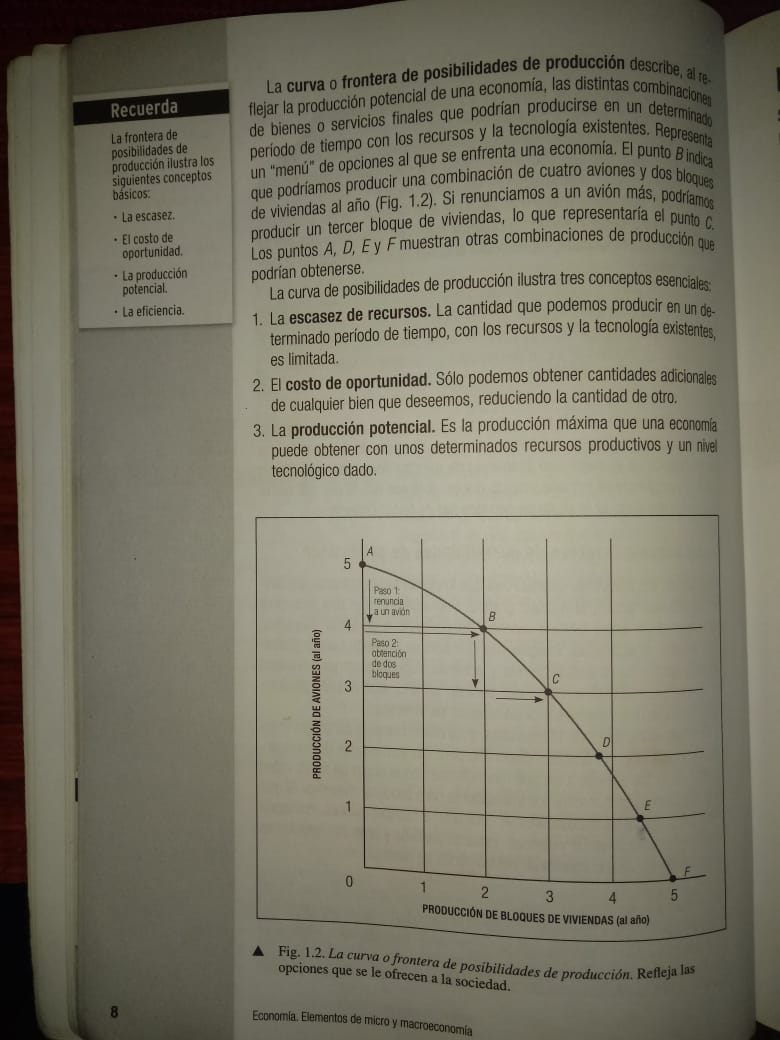 Recuerda
La frontera de
posibilidades de
producción ilustra los
siguientes conceptos
básicos:
· La escasez.
· El costo de
oportunidad.
· La producción
potencial.
· La eficiencia.
La curva o frontera de posibilidades de producción describe, al re-
flejar la producción potencial de una economía, las distintas combinaciones
de bienes o servicios finales que podrían producirse en un determinado
período de tiempo con los recursos y la tecnología existentes. Representa
un "menú" de opciones al que se enfrenta una economía. El punto B indica
que podríamos producir una combinación de cuatro aviones y dos bloques
de viviendas al año (Fig. 1.2). Si renunciamos a un avión más, podríamos
producir un tercer bloque de viviendas, lo que representaría el punto C.
Los puntos A, D, E y F muestran otras combinaciones de producción que
podrían obtenerse.
La curva de posibilidades de producción ilustra tres conceptos esenciales:
1. La escasez de recursos. La cantidad que podemos producir en un de-
terminado período de tiempo, con los recursos y la tecnología existentes,
es limitada.
2. El costo de oportunidad. Sólo podemos obtener cantidades adicionales
de cualquier bien que deseemos, reduciendo la cantidad de otro.
3. La producción potencial. Es la producción máxima que una economía
puede obtener con unos determinados recursos productivos y un nivel
tecnológico dado.
PRODUCCIÓN DE AVIONES (al año)
5
4
3
2
1
0
A
Paso 1:
renuncia
a un avión
B
Paso 2:
obtención
de dos
bloques
C
D
E
F
1 2 3 4 5
PRODUCCIÓN DE BLOQUES DE VIVIENDAS (al año)
▲ Fig. 1.2. La curva o frontera de posibilidades de producción. Refleja las
opciones que se le ofrecen a la sociedad.
8
Economía. Elementos de micro y macroeconomía